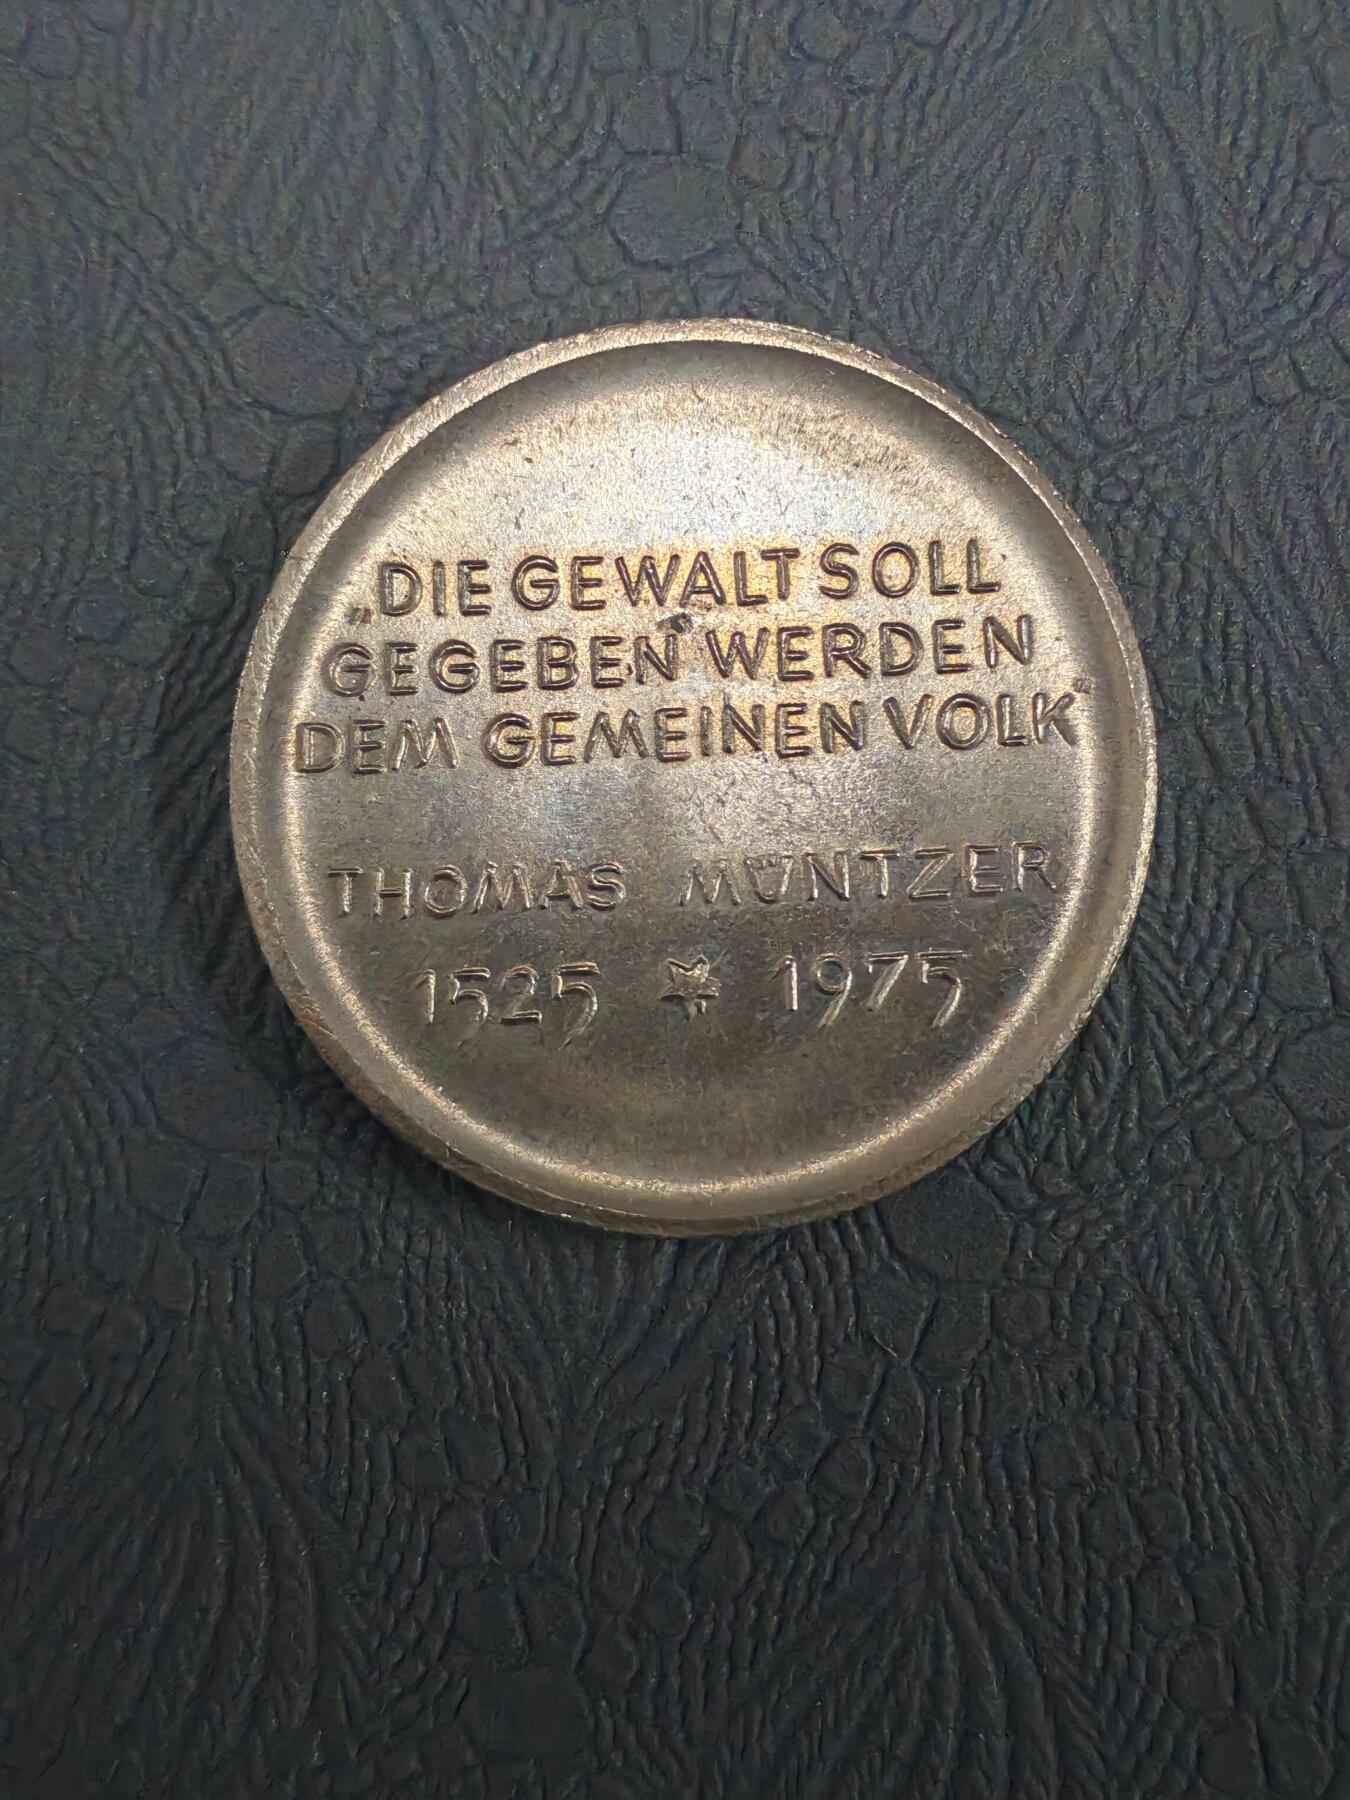 „DIE GEWALT SOLL
GEGEBEN WERDEN
DEM GEMEINEN VOLK“
THOMAS MÜNTZER
1525 ★ 1975